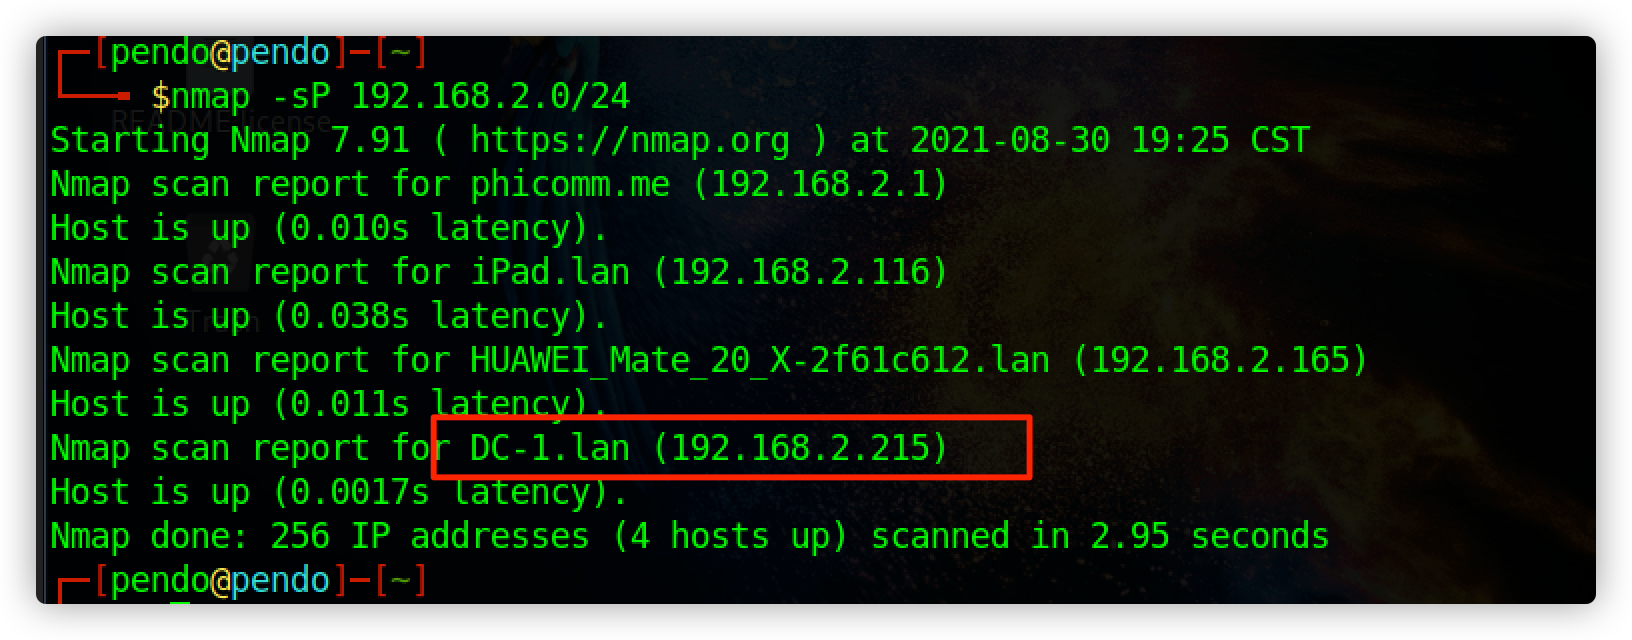 [pendo@pendo]-[~]
$nmap -sP 192.168.2.0/24
README.license
Starting Nmap 7.91 ( https://nmap.org ) at 2021-08-30 19:25 CST
Nmap scan report for phicomm.me (192.168.2.1)
Host is up (0.010s latency).
Nmap scan report for iPad.lan (192.168.2.116)
Host is up (0.038s latency).
Nmap scan report for HUAWEI_Mate_20_X-2f61c612.lan (192.168.2.165)
Host is up (0.011s latency).
Nmap scan report for DC-1.lan (192.168.2.215)
Host is up (0.0017s latency).
Nmap done: 256 IP addresses (4 hosts up) scanned in 2.95 seconds
[pendo@pendo]-[~]